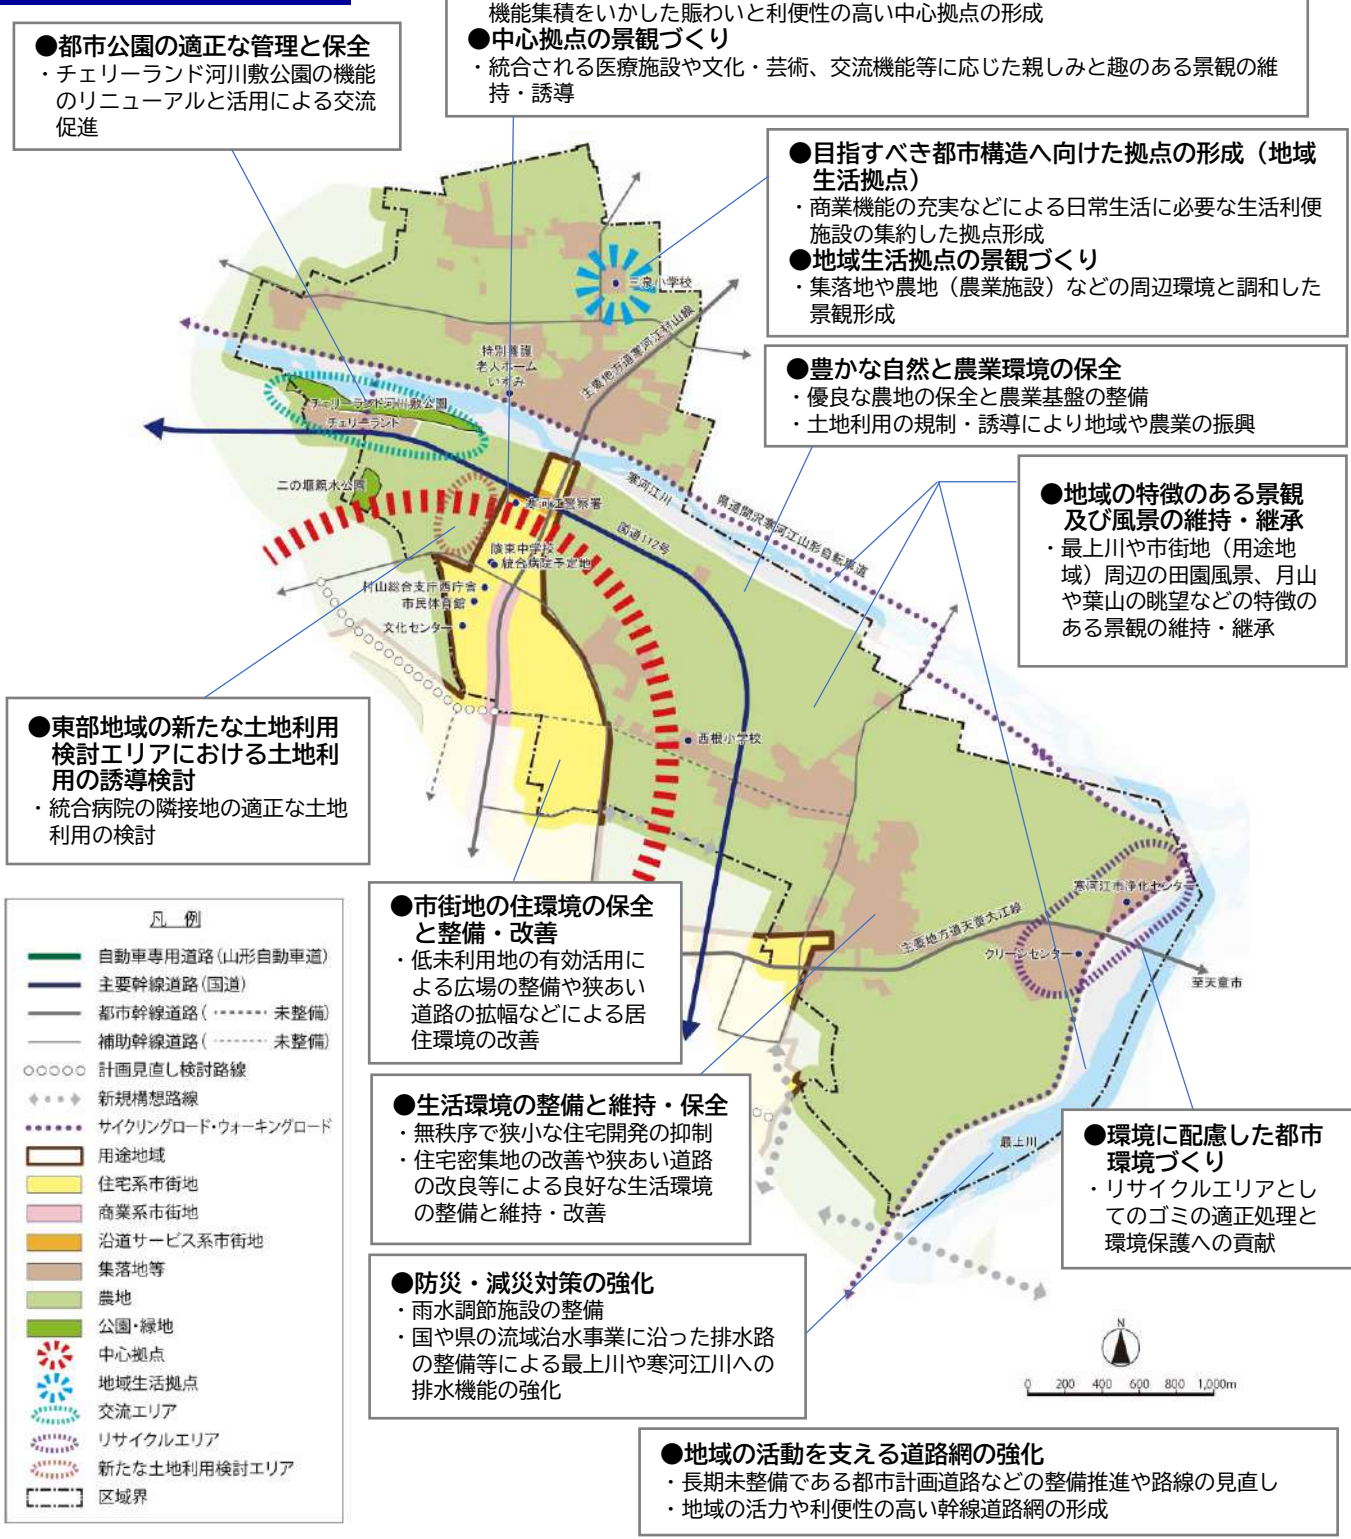 機能集積をいかした賑わいと利便性の高い中心拠点の形成
●中心拠点の景観づくり
・統合される医療施設や文化・芸術、交流機能等に応じた親しみと趣のある景観の維
持・誘導
●都市公園の適正な管理と保全
・チェリーランド河川敷公園の機能
のリニューアルと活用による交流
促進
●目指すべき都市構造へ向けた拠点の形成（地域
生活拠点）
・商業機能の充実などによる日常生活に必要な生活利便
施設の集約した拠点形成
●地域生活拠点の景観づくり
・集落地や農地（農業施設）などの周辺環境と調和した
景観形成
●豊かな自然と農業環境の保全
・優良な農地の保全と農業基盤の整備
・土地利用の規制・誘導により地域や農業の振興
●地域の特徴のある景観
及び風景の維持・継承
・最上川や市街地（用途地
域）周辺の田園風景、月山
や葉山の眺望などの特徴の
ある景観の維持・継承
三泉小学校
主要地方道寒河江村山線
特別養護
老人ホーム
いずみ
チェリーランド河川敷公園
チェリーランド
二の堰親水公園
寒河江警察署
寒河江川
県道間沢寒河江山形自転車道
国道112号
陵東中学校
統合病院予定地
村山総合支庁西庁舎
市民体育館
文化センター
西根小学校
寒河江市浄化センター
主要地方道天童大江線
クリーンセンター
至天童市
最上川
●東部地域の新たな土地利用
検討エリアにおける土地利
用の誘導検討
・統合病院の隣接地の適正な土地
利用の検討
●市街地の住環境の保全
と整備・改善
・低未利用地の有効活用に
よる広場の整備や狭あい
道路の拡幅などによる居
住環境の改善
●生活環境の整備と維持・保全
・無秩序で狭小な住宅開発の抑制
・住宅密集地の改善や狭あい道路
の改良等による良好な生活環境
の整備と維持・改善
●環境に配慮した都市
環境づくり
・リサイクルエリアとし
てのゴミの適正処理と
環境保護への貢献
●防災・減災対策の強化
・雨水調節施設の整備
・国や県の流域治水事業に沿った排水路
の整備等による最上川や寒河江川への
排水機能の強化
●地域の活動を支える道路網の強化
・長期未整備である都市計画道路などの整備推進や路線の見直し
・地域の活力や利便性の高い幹線道路網の形成
凡 例
自動車専用道路(山形自動車道)
主要幹線道路(国道)
都市幹線道路( ------- 未整備)
補助幹線道路( ------- 未整備)
計画見直し検討路線
新規構想路線
サイクリングロード・ウォーキングロード
用途地域
住宅系市街地
商業系市街地
沿道サービス系市街地
集落地等
農地
公園・緑地
中心拠点
地域生活拠点
交流エリア
リサイクルエリア
新たな土地利用検討エリア
区域界
N
0 200 400 600 800 1,000m